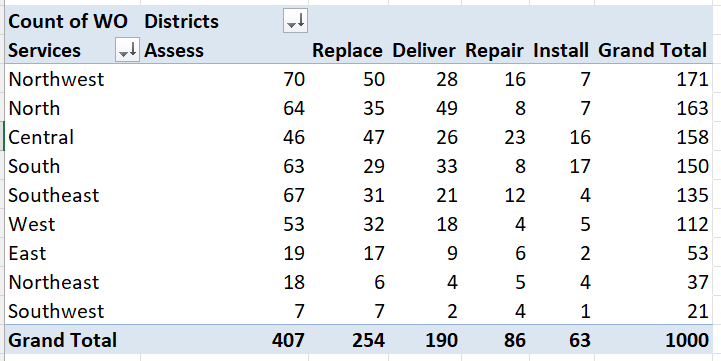 Count of WO Districts
Services Assess Replace Deliver Repair Install Grand Total
Northwest 70 50 28 16 7 171
North 64 35 49 8 7 163
Central 46 47 26 23 16 158
South 63 29 33 8 17 150
Southeast 67 31 21 12 4 135
West 53 32 18 4 5 112
East 19 17 9 6 2 53
Northeast 18 6 4 5 4 37
Southwest 7 7 2 4 1 21
Grand Total 407 254 190 86 63 1000